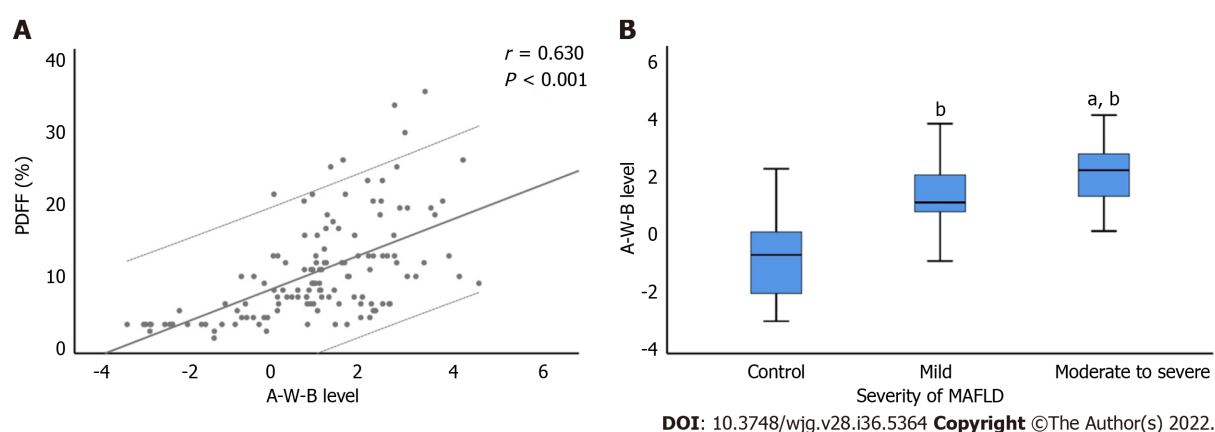 A
r = 0.630
P < 0.001
PDFF (%)
40
30
20
10
0
-4 -2 0 2 4 6
A-W-B level
B
A-W-B level
6
4
2
0
-2
-4
b
a, b
Control Mild Moderate to severe
Severity of MAFLD
DOI: 10.3748/wjg.v28.i36.5364 Copyright ©The Author(s) 2022.